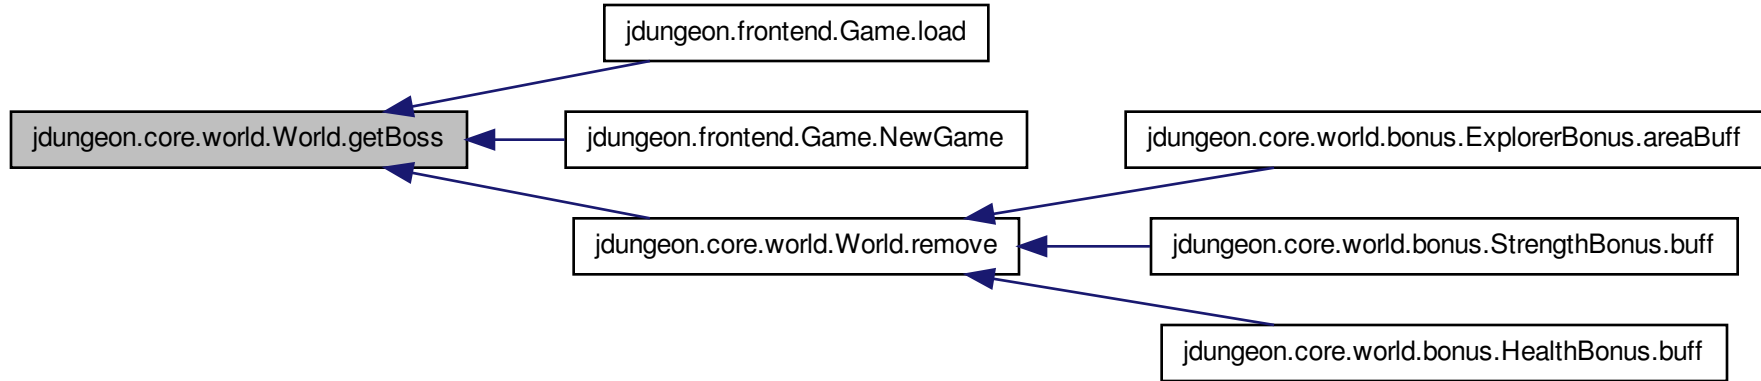 jdungeon.frontend.Game.load
jdungeon.core.world.World.getBoss
jdungeon.frontend.Game.NewGame
jdungeon.core.world.bonus.ExplorerBonus.areaBuff
jdungeon.core.world.World.remove
jdungeon.core.world.bonus.StrengthBonus.buff
jdungeon.core.world.bonus.HealthBonus.buff